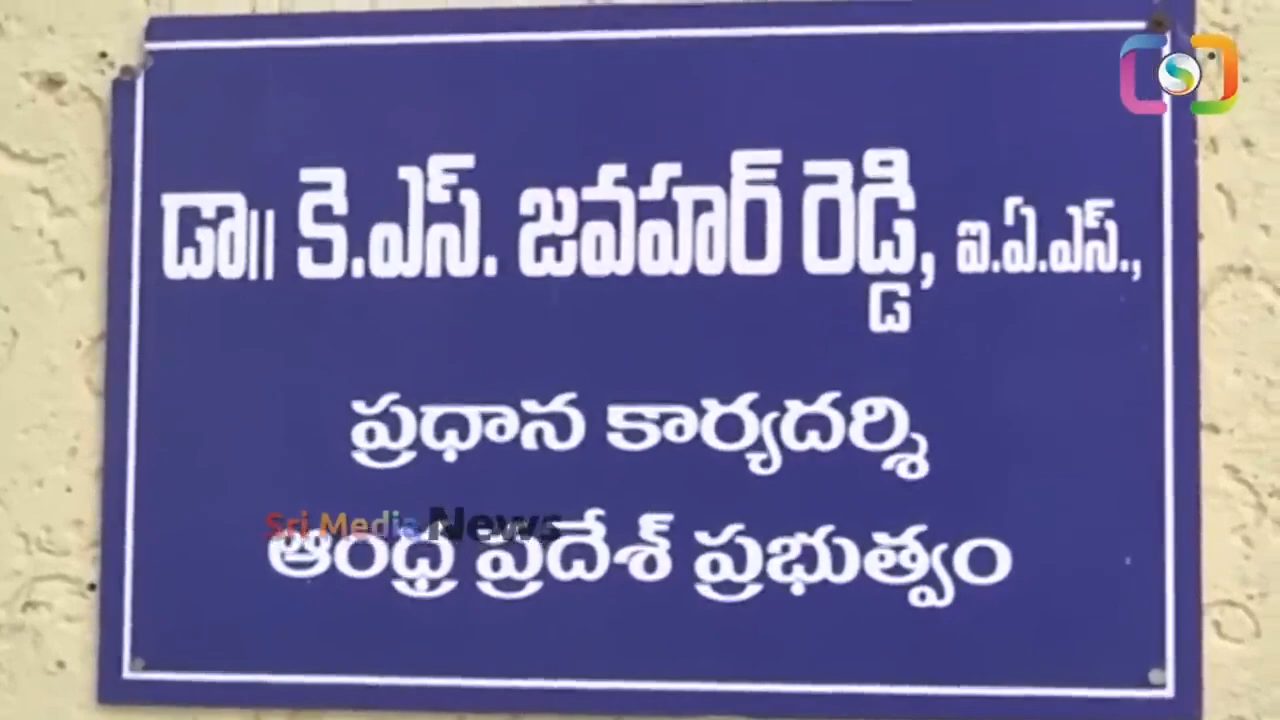 డా॥ కె.ఎస్. జవహర్ రెడ్డి, ఐ.ఏ.ఎస్.,
ప్రధాన కార్యదర్శి
Sri Media News
ఆంధ్ర ప్రదేశ్ ప్రభుత్వం